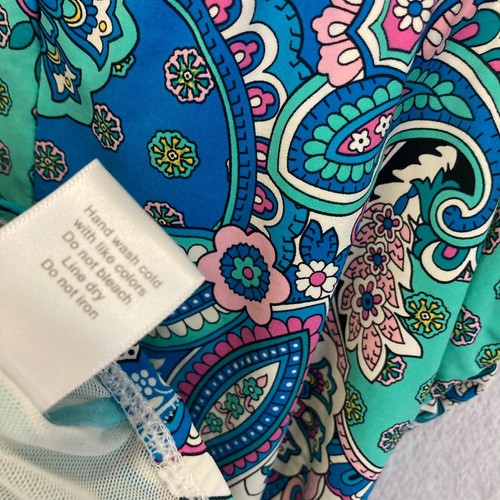 Hand wash cold
with like colors
Do not bleach
Line dry
Do not iron